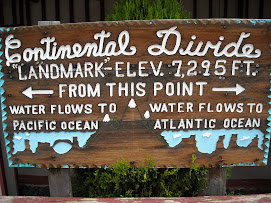 Continental Divide
"LANDMARK"-ELEV. 7,295 FT.
← FROM THIS POINT →
WATER FLOWS TO WATER FLOWS TO
PACIFIC OCEAN ATLANTIC OCEAN